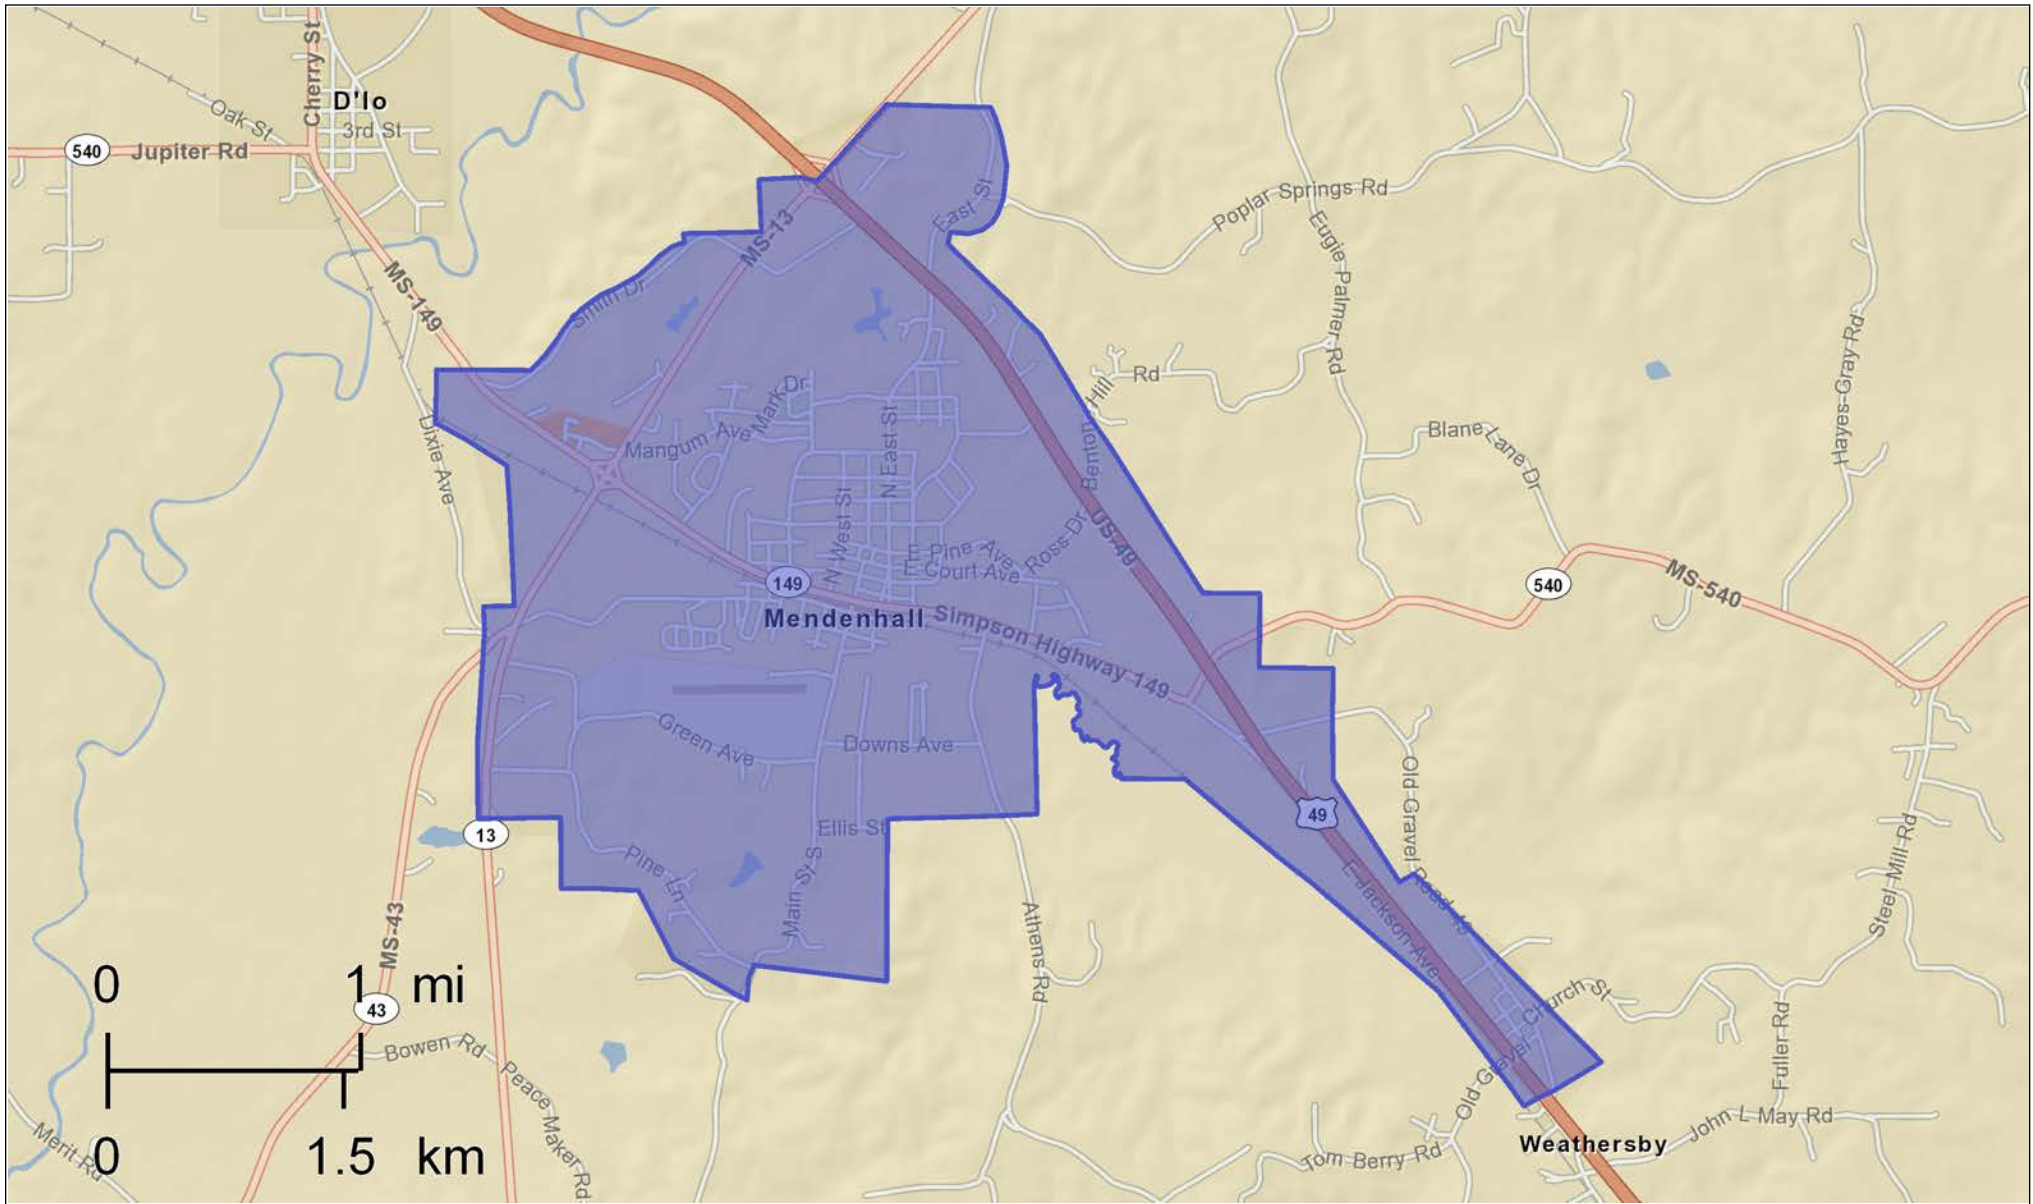 Cherry St
D'lo
Oak St
3rd St
540
Jupiter Rd
MS-149
MS-13
East St
Poplar Springs Rd
Eugie Palmer Rd
Smith Dr
Hayes-Gray Rd
Rd
Benton Hill
Mark Dr
Dixie Ave
Mangum Ave
N East St
Blane Lane Dr
N West St
US-49
E Pine Ave
Ross Dr
E Court Ave
149
540
MS-540
Mendenhall
Simpson Highway 149
Green Ave
Downs Ave
Old Gravel Road 49
49
13
Ellis St
Pine Ln
Main St S
E Jackson Ave
Steel Mill Rd
MS-43
Athens Rd
0
1 mi
43
Church St
Bowen Rd
Peace Maker Rd
Fuller Rd
John L May Rd
Merit Rd
0
1.5 km
Tom Berry Rd
Weathersby